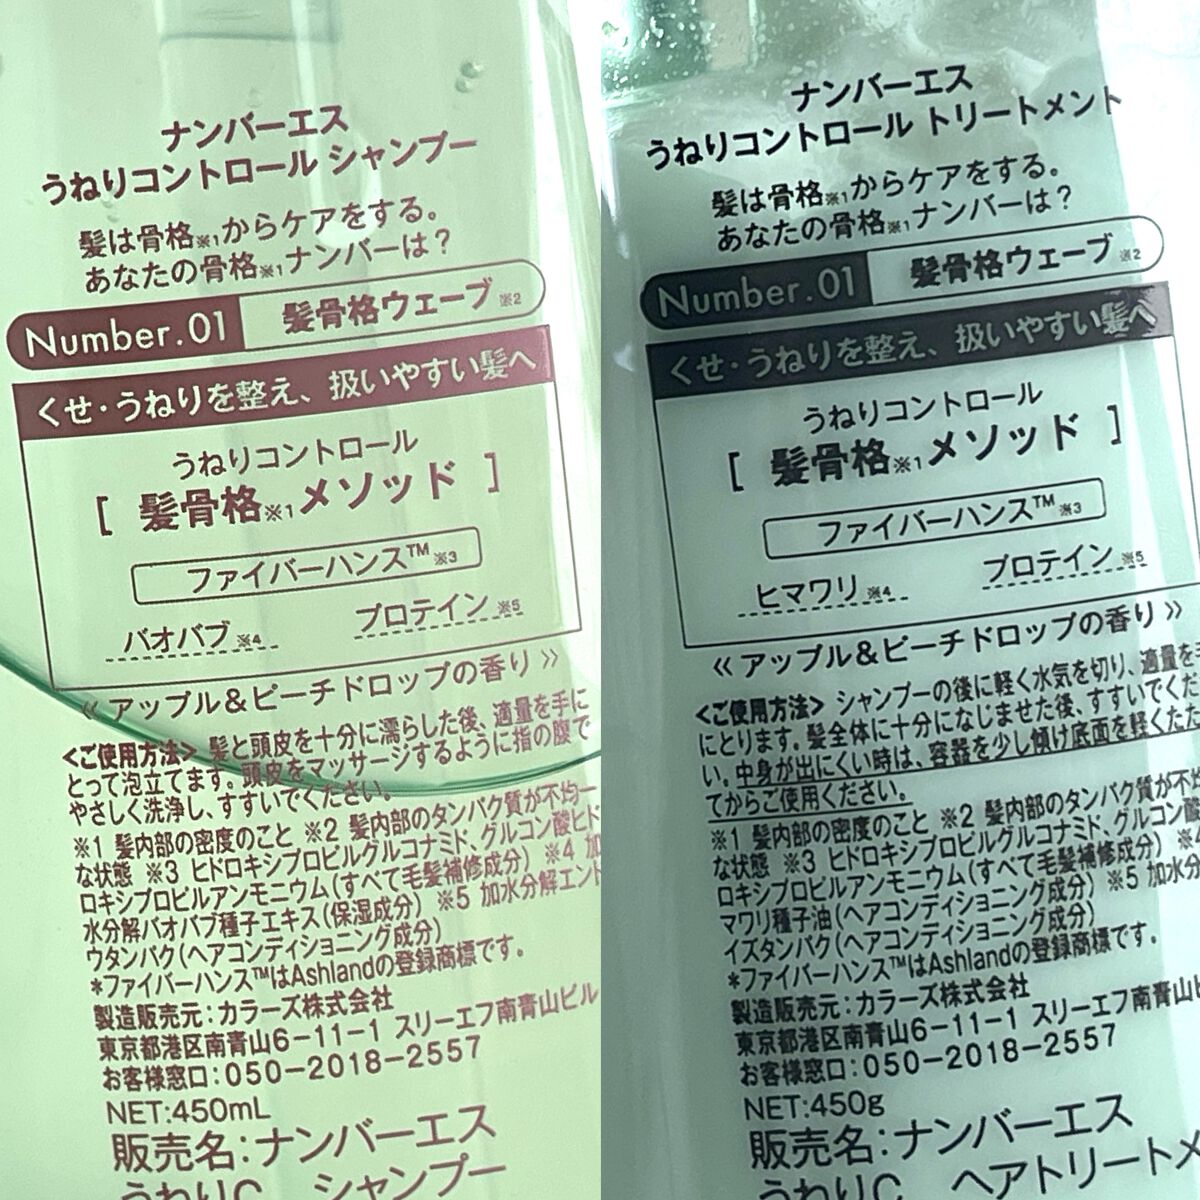 ナンバーエス
うねりコントロール シャンプー
髪は骨格※1からケアをする。
あなたの骨格※1ナンバーは？
Number.01 髪骨格ウェーブ※2
くせ・うねりを整え、扱いやすい髪へ
うねりコントロール
[ 髪骨格※1メソッド ]
ファイバーハンス™※3
バオバブ※4 プロテイン※5
≪アップル&ピーチドロップの香り≫
<ご使用方法> 髪と頭皮を十分に濡らした後、適量を手に
とって泡立てます。頭皮をマッサージするように指の腹で
やさしく洗浄し、すすいでください。
※1 髪内部の密度のこと ※2 髪内部のタンパク質が不均一
な状態 ※3 ヒドロキシプロピルグルコナミド、グルコン酸ヒド
ロキシプロピルアンモニウム(すべて毛髪補修成分) ※4 加
水分解バオバブ種子エキス(保湿成分) ※5 加水分解エンド
ウタンパク(ヘアコンディショニング成分)
*ファイバーハンス™はAshlandの登録商標です。
製造販売元：カラーズ株式会社
東京都港区南青山6-11-1 スリーエフ南青山ビル
お客様窓口：050-2018-2557
NET:450mL
販売名：ナンバーエス
うねりC シャンプー
ナンバーエス
うねりコントロール トリートメント
髪は骨格※1からケアをする。
あなたの骨格※1ナンバーは？
Number.01 髪骨格ウェーブ※2
くせ・うねりを整え、扱いやすい髪へ
うねりコントロール
[ 髪骨格※1メソッド ]
ファイバーハンス™※3
ヒマワリ※4 プロテイン※5
≪アップル&ピーチドロップの香り≫
<ご使用方法> シャンプーの後に軽く水気を切り、適量を手
にとります。髪全体に十分になじませた後、すすいでくださ
い。中身が出にくい時は、容器を少し傾け底面を軽くたた
てからご使用ください。
※1 髪内部の密度のこと ※2 髪内部のタンパク質が不
な状態 ※3 ヒドロキシプロピルグルコナミド、グルコン酸
ロキシプロピルアンモニウム(すべて毛髪補修成分) ※4
マワリ種子油(ヘアコンディショニング成分) ※5 加水分
イズタンパク(ヘアコンディショニング成分)
*ファイバーハンス™はAshlandの登録商標です。
製造販売元：カラーズ株式会社
東京都港区南青山6-11-1 スリーエフ南青山ビ
お客様窓口：050-2018-2557
NET:450g
販売名：ナンバーエス
うねりC ヘアトリートメ